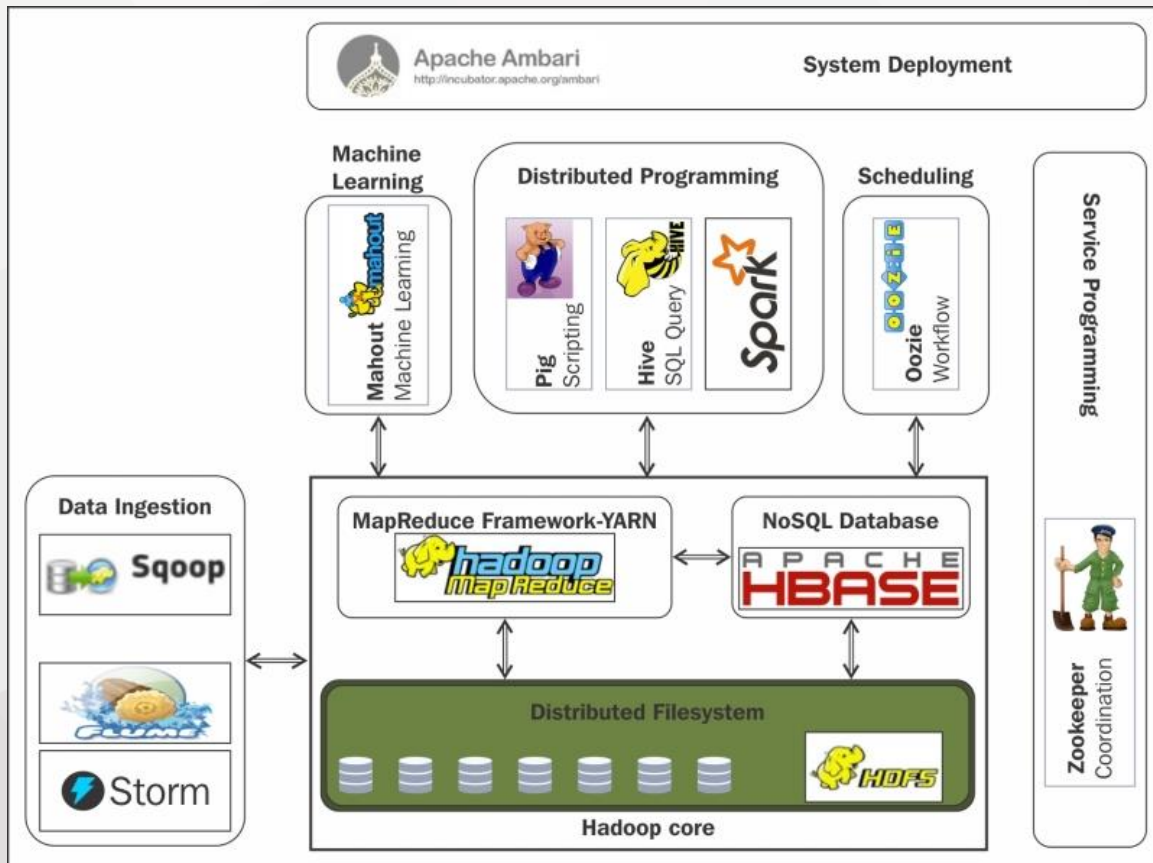 Apache Ambari
http://incubator.apache.org/ambari
System Deployment
Machine
Learning
mahout
Mahout
Machine Learning
Distributed Programming
Pig
Scripting
HIVE
Hive
SQL Query
Spark
Scheduling
OOZIE
Oozie
Workflow
Service Programming
Zookeeper
Coordination
Data Ingestion
Sqoop
FLUME
Storm
MapReduce Framework-YARN
hadoop
Map Reduce
NoSQL Database
APACHE
HBASE
Distributed Filesystem
HDFS
Hadoop core